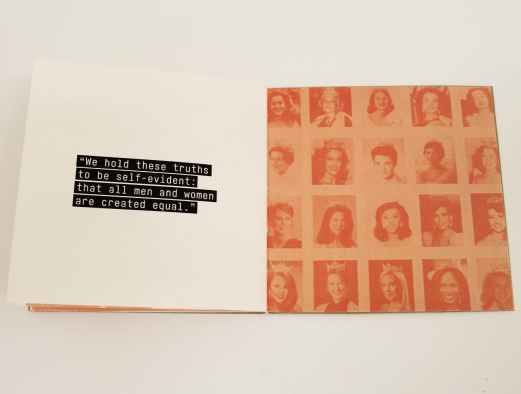 “We hold these truths
to be self-evident:
that all men and women
are created equal.”